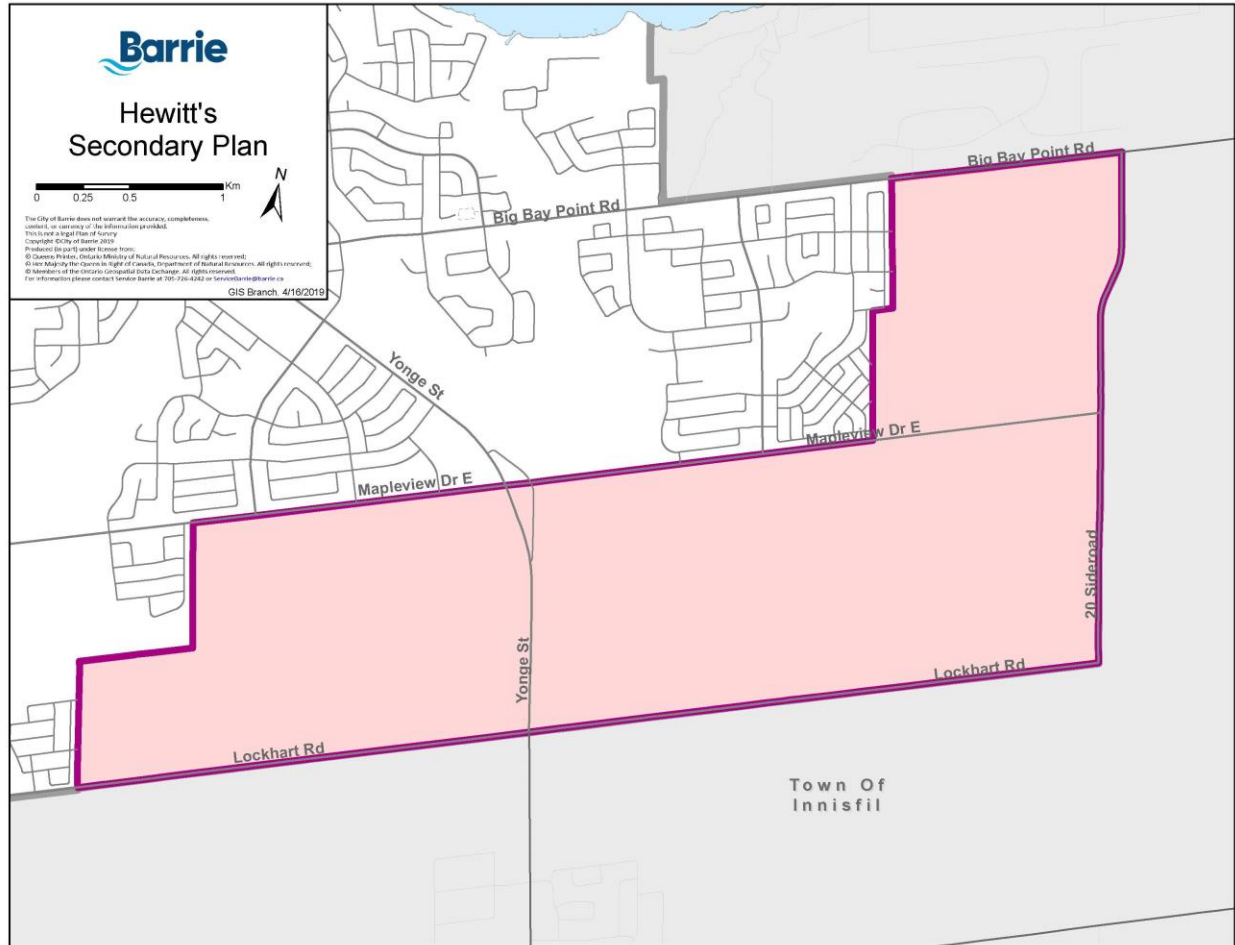 Barrie
Hewitt's
Secondary Plan
N
Km
0 0.25 0.5 1
The City of Barrie does not warrant the accuracy, completeness,
content, or currency of the information provided.
This is not a legal Plan of Survey
Copyright ©City of Barrie 2019
Produced (in part) under license from:
© Queens Printer, Ontario Ministry of Natural Resources. All rights reserved;
© Her Majesty the Queen in Right of Canada, Department of Natural Resources. All rights reserved;
© Members of the Ontario Geospatial Data Exchange. All rights reserved.
For information please contact Service Barrie at 705-726-4242 or ServiceBarrie@barrie.ca
GIS Branch. 4/16/2019
Big Bay Point Rd
Big Bay Point Rd
Yonge St
Mapleview Dr E
Mapleview Dr E
20 Sideroad
Yonge St
Lockhart Rd
Lockhart Rd
Town Of
Innisfil